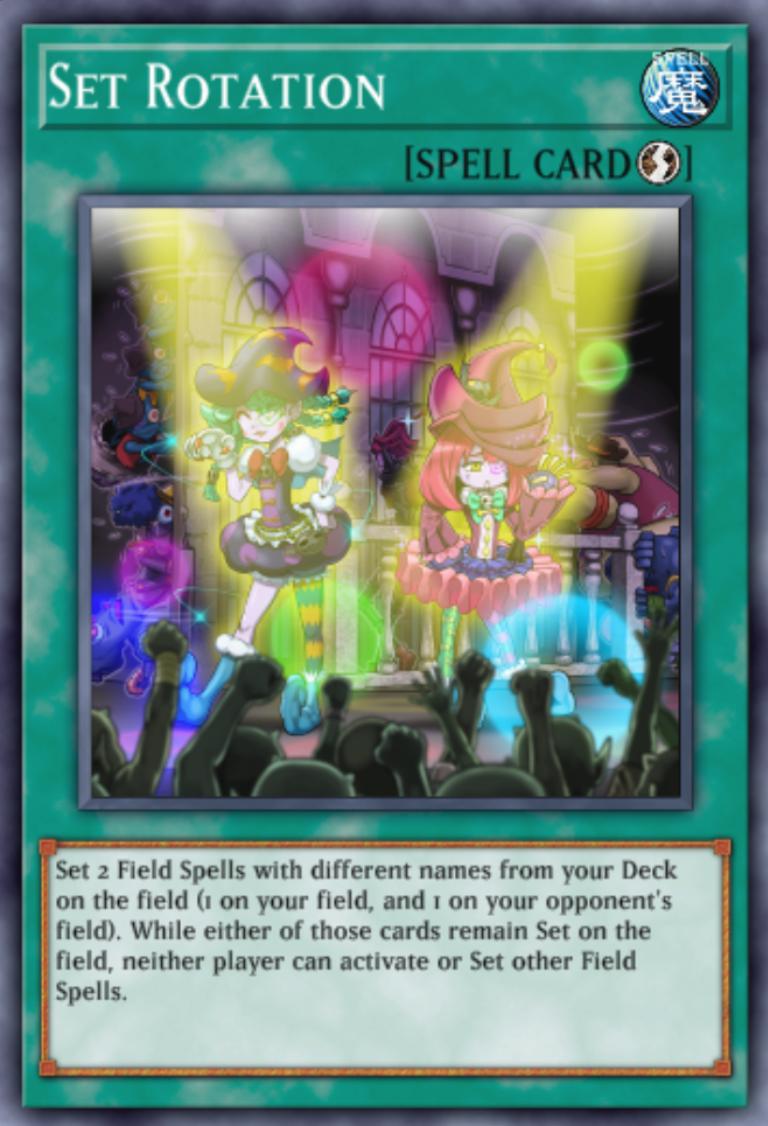 Set Rotation
SPELL
魔
[SPELL CARD]
Set 2 Field Spells with different names from your Deck
on the field (1 on your field, and 1 on your opponent's
field). While either of those cards remain Set on the
field, neither player can activate or Set other Field
Spells.